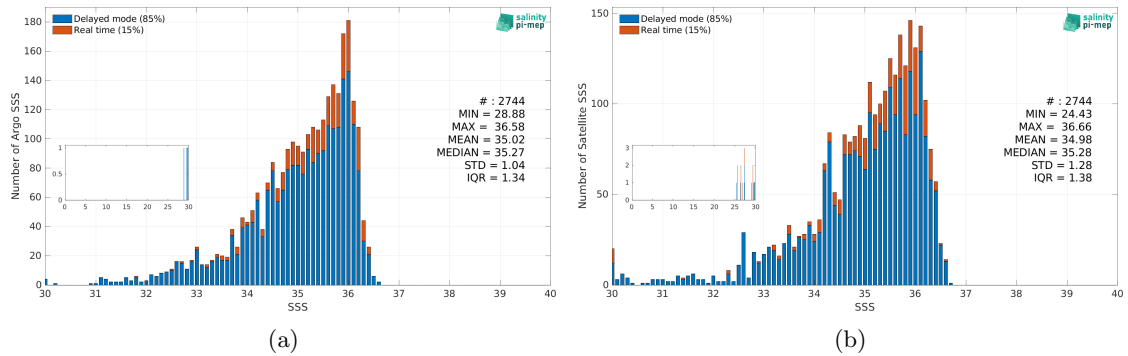 Delayed mode (85%)
Real time (15%)
salinity
pi-mep
Number of Argo SSS
180
160
140
120
100
80
60
40
20
0
# : 2744
MIN = 28.88
MAX = 36.58
MEAN = 35.02
MEDIAN = 35.27
STD = 1.04
IQR = 1.34
1
0.5
0
0 5 10 15 20 25 30
30 31 32 33 34 35 36 37 38 39 40
SSS
(a)
Delayed mode (85%)
Real time (15%)
salinity
pi-mep
Number of Satellite SSS
150
100
50
0
# : 2744
MIN = 24.43
MAX = 36.66
MEAN = 34.98
MEDIAN = 35.28
STD = 1.28
IQR = 1.38
3
2
1
0
0 5 10 15 20 25 30
30 31 32 33 34 35 36 37 38 39 40
SSS
(b)